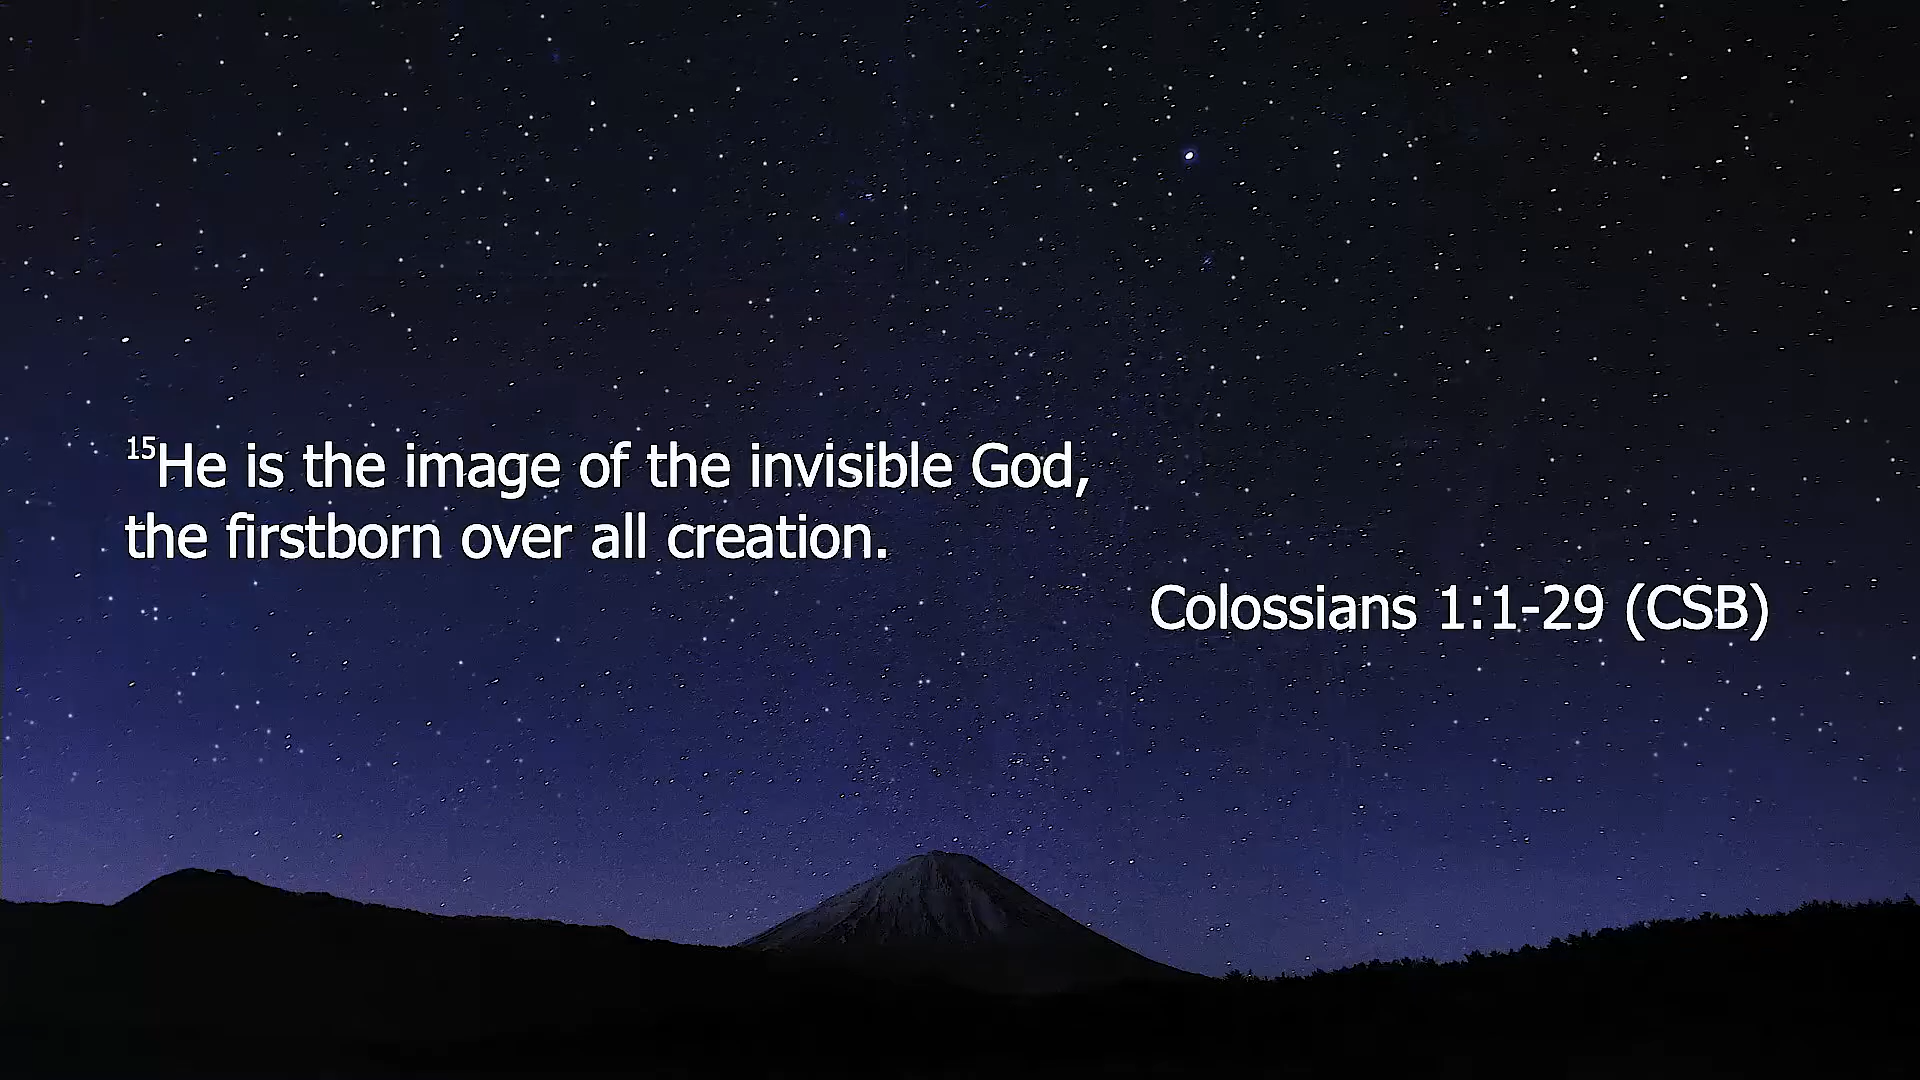 15He is the image of the invisible God,
the firstborn over all creation.
Colossians 1:1-29 (CSB)